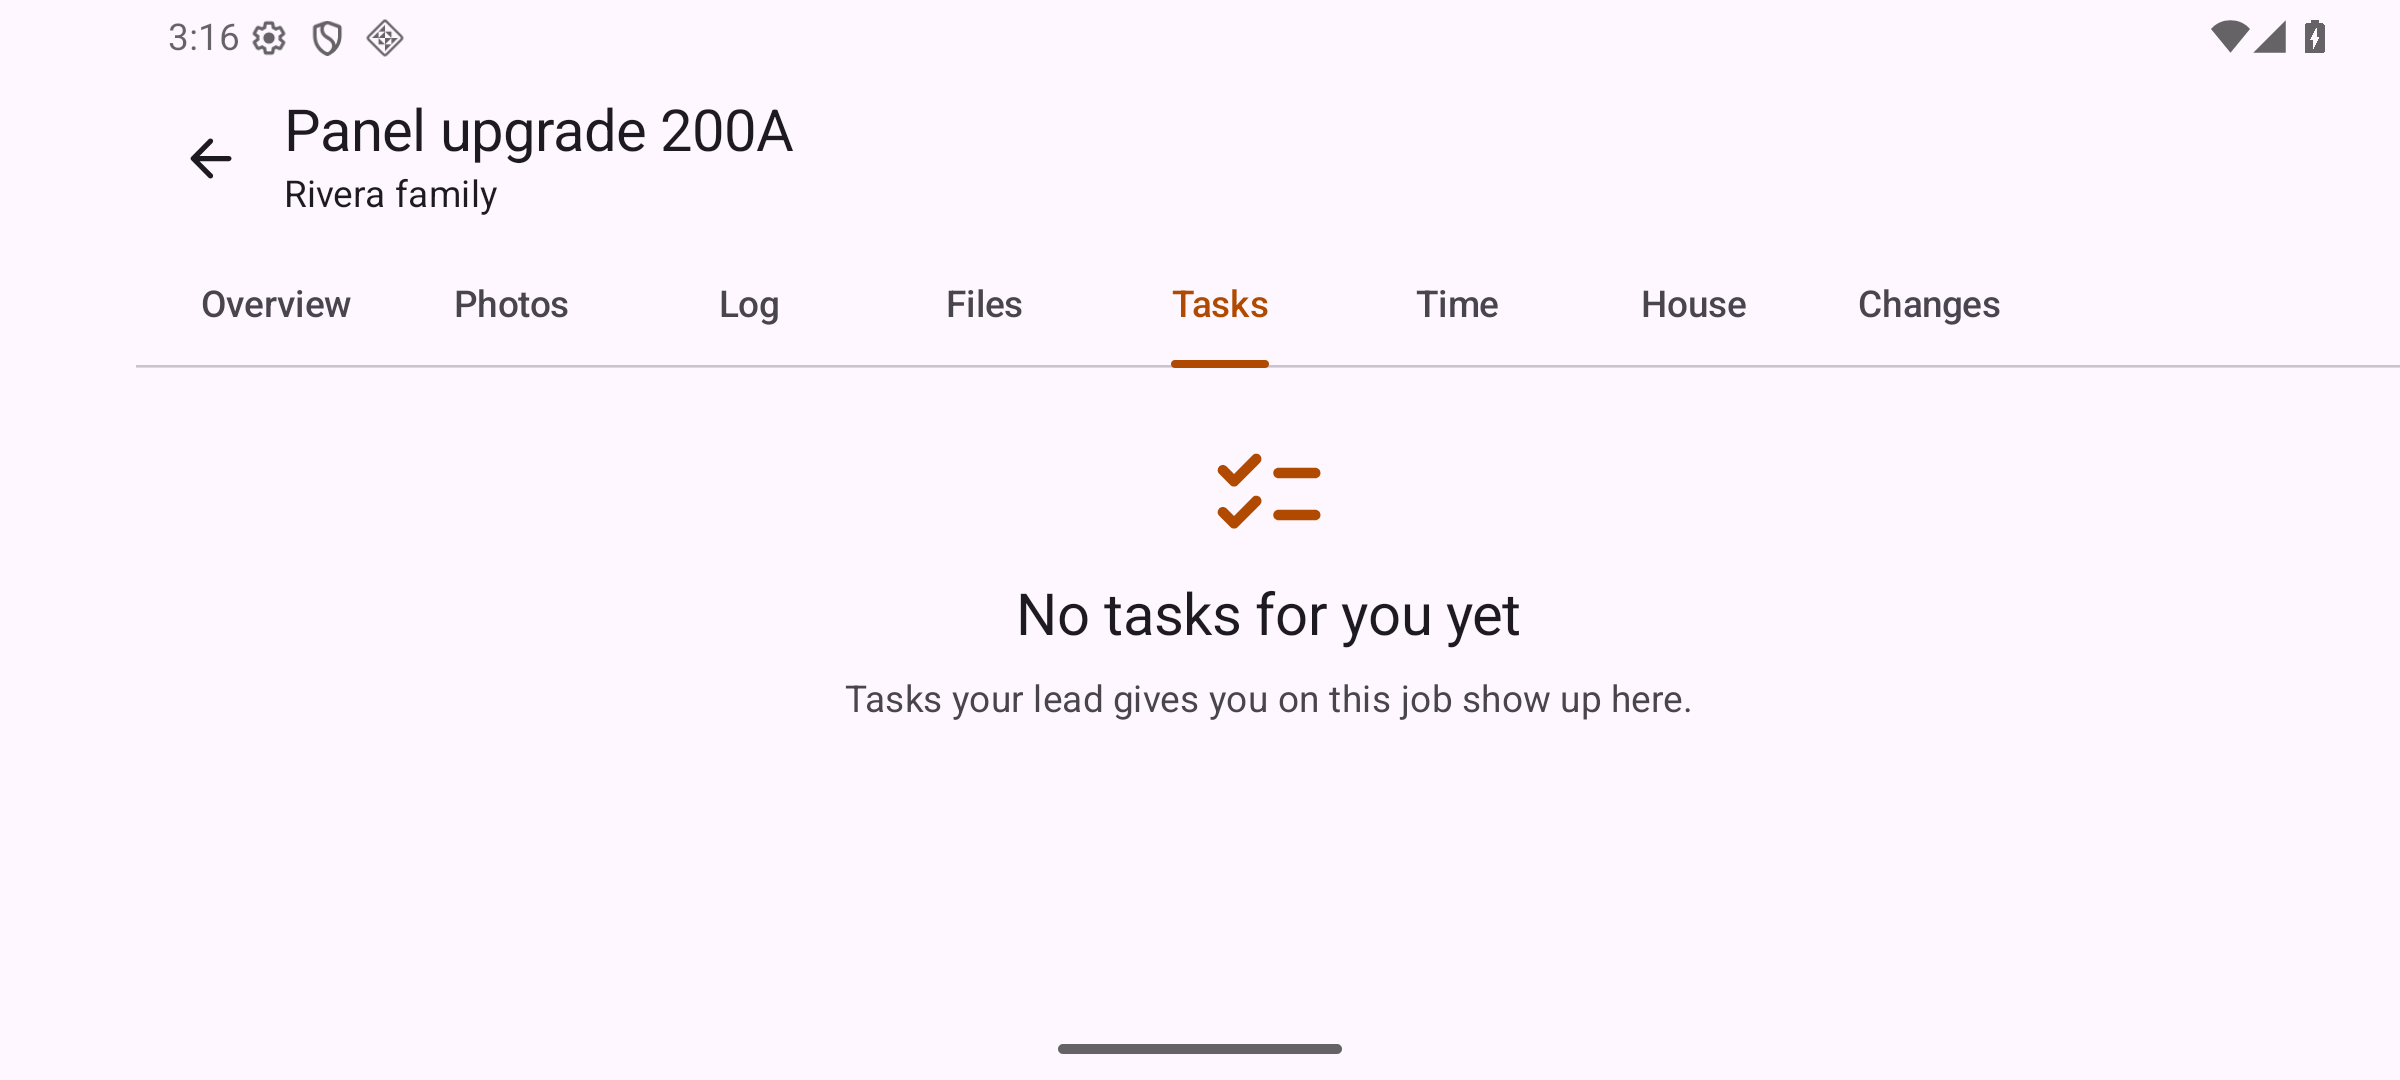 3:16
Panel upgrade 200A
Rivera family
Overview Photos Log Files Tasks Time House Changes
No tasks for you yet
Tasks your lead gives you on this job show up here.